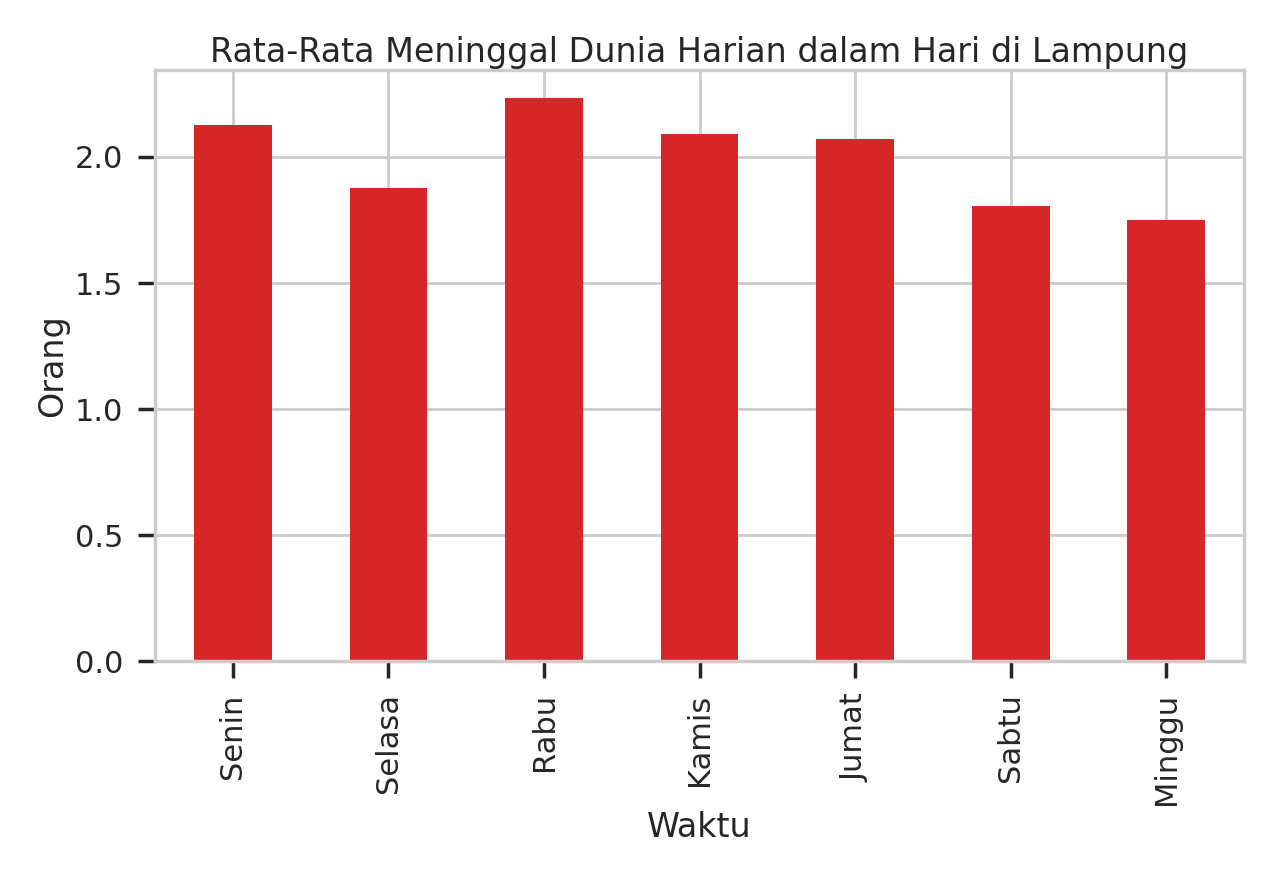 Rata-Rata Meninggal Dunia Harian dalam Hari di Lampung
Orang
2.0
1.5
1.0
0.5
0.0
Senin
Selasa
Rabu
Kamis
Jumat
Sabtu
Minggu
Waktu